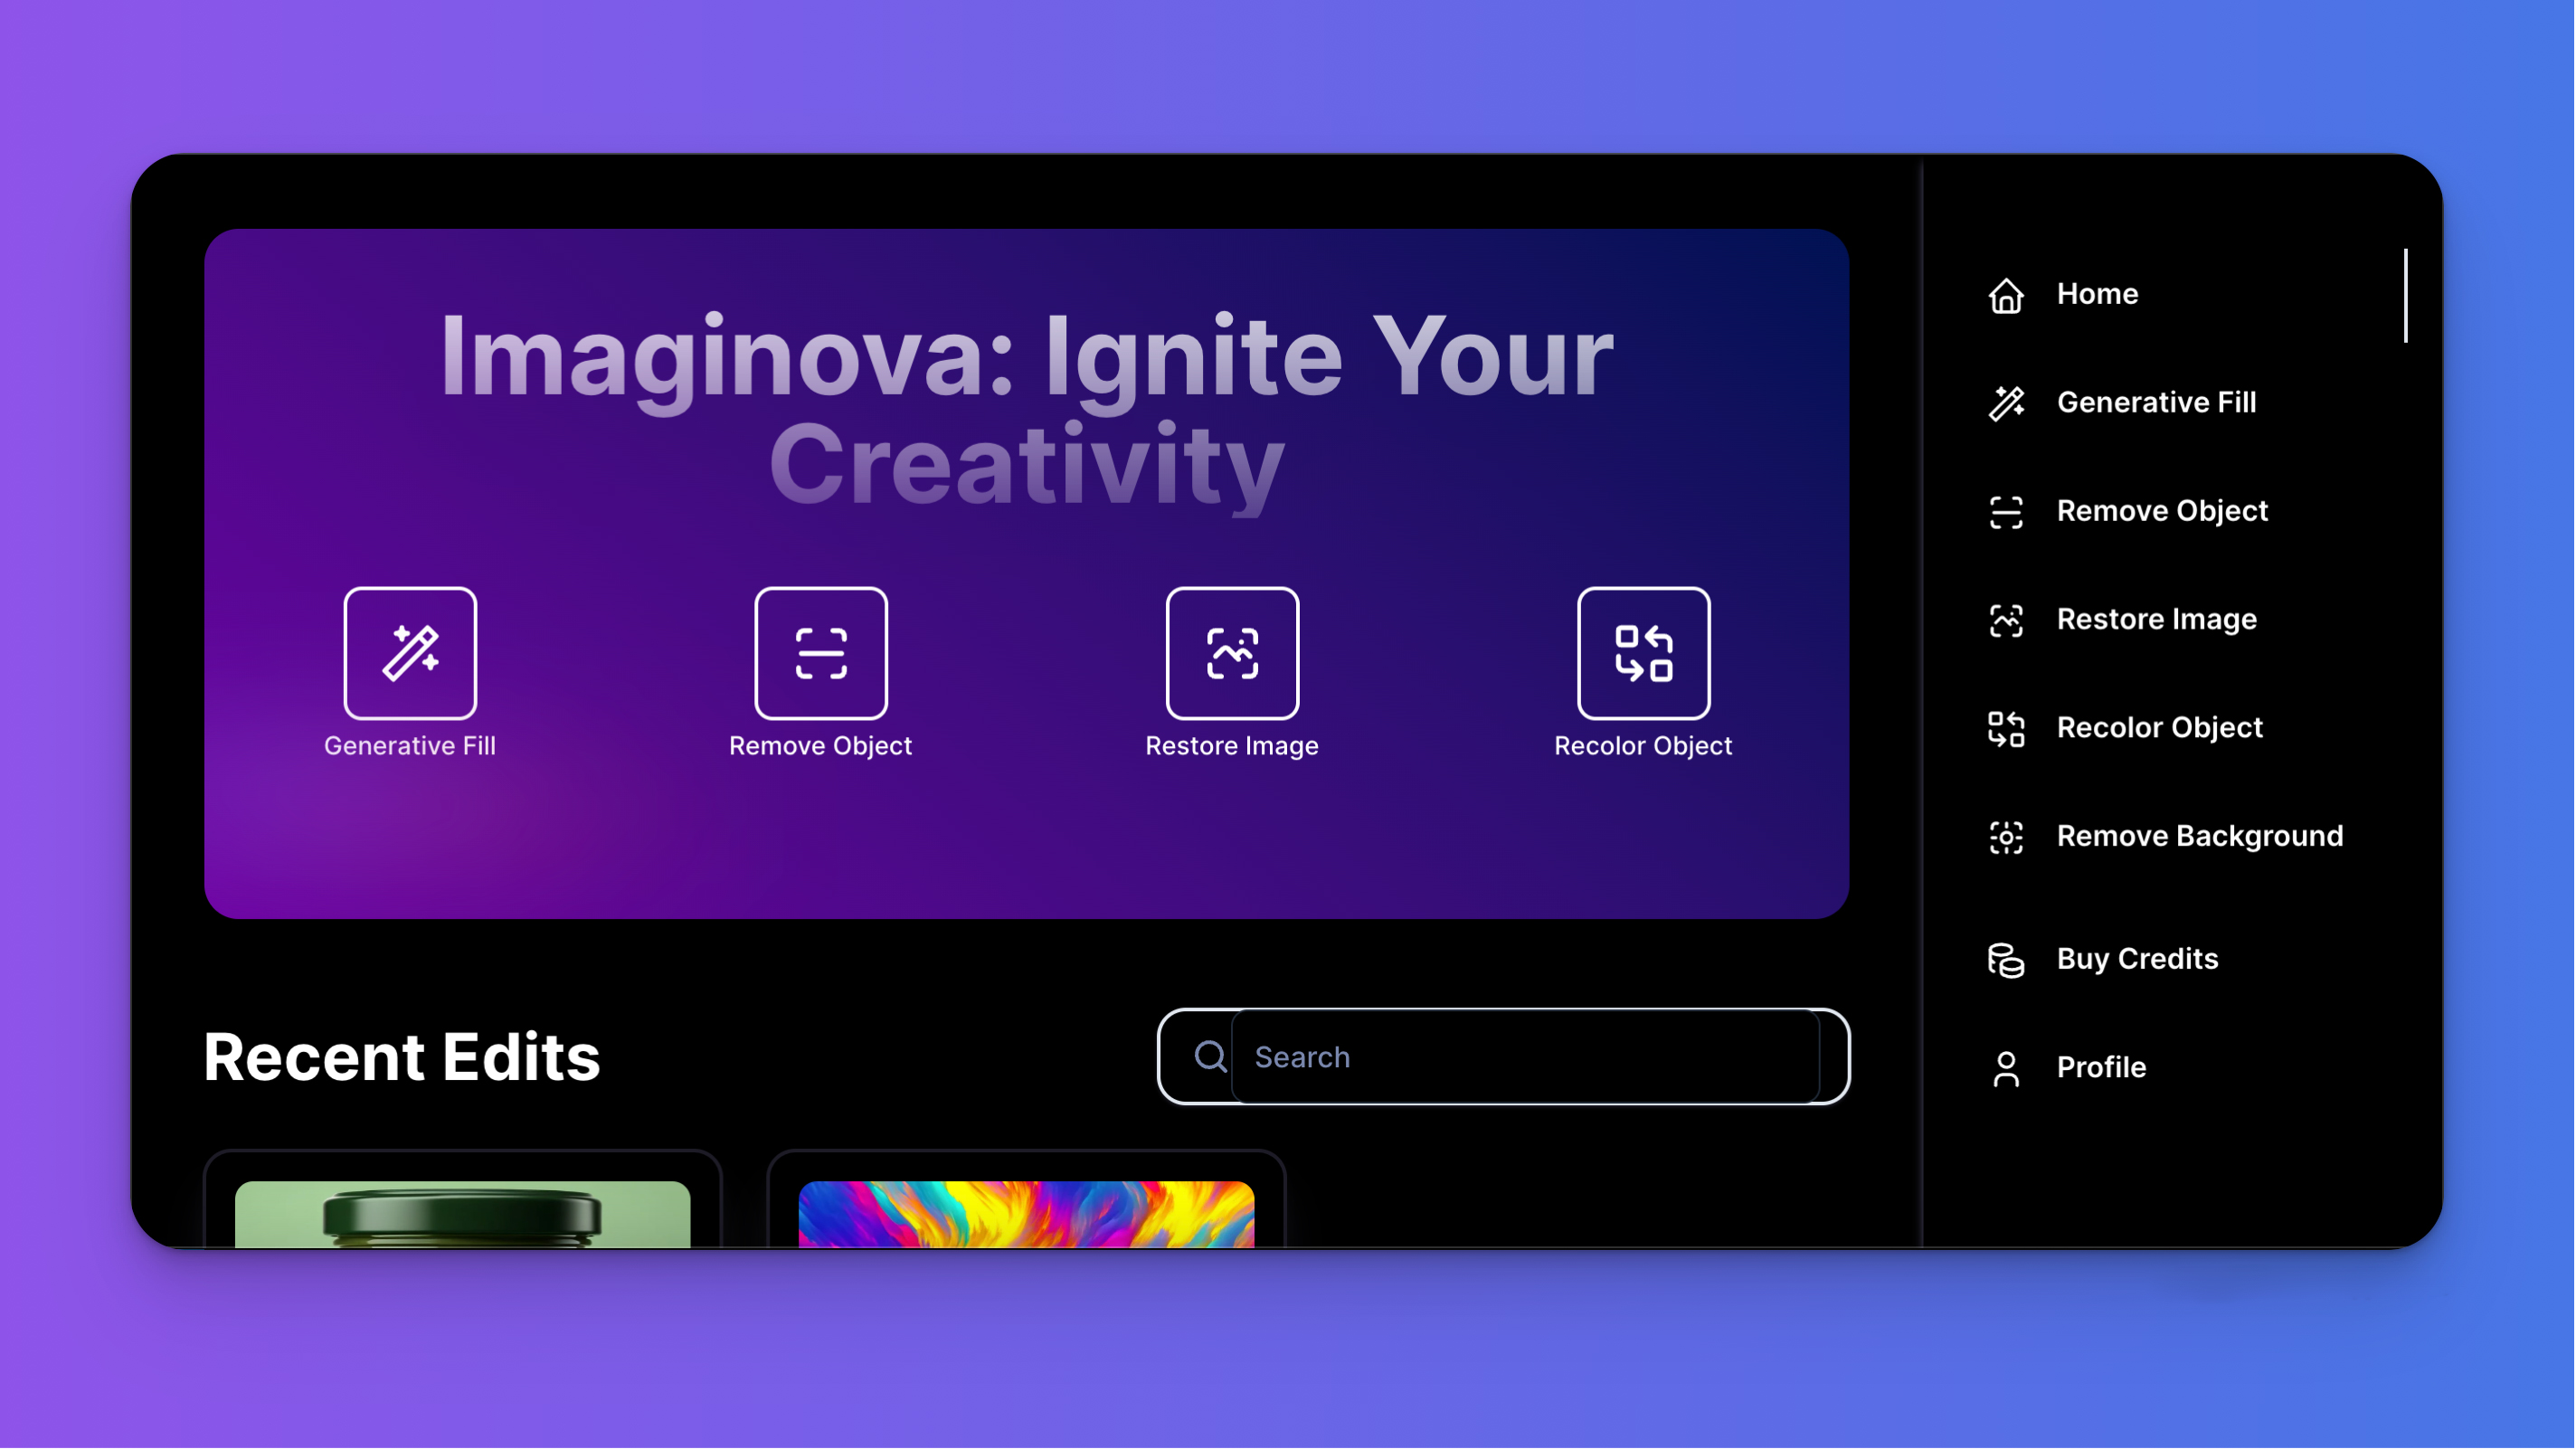 Imaginova: Ignite Your
Creativity
Generative Fill
Remove Object
Restore Image
Recolor Object
Recent Edits
Search
Home
Generative Fill
Remove Object
Restore Image
Recolor Object
Remove Background
Buy Credits
Profile